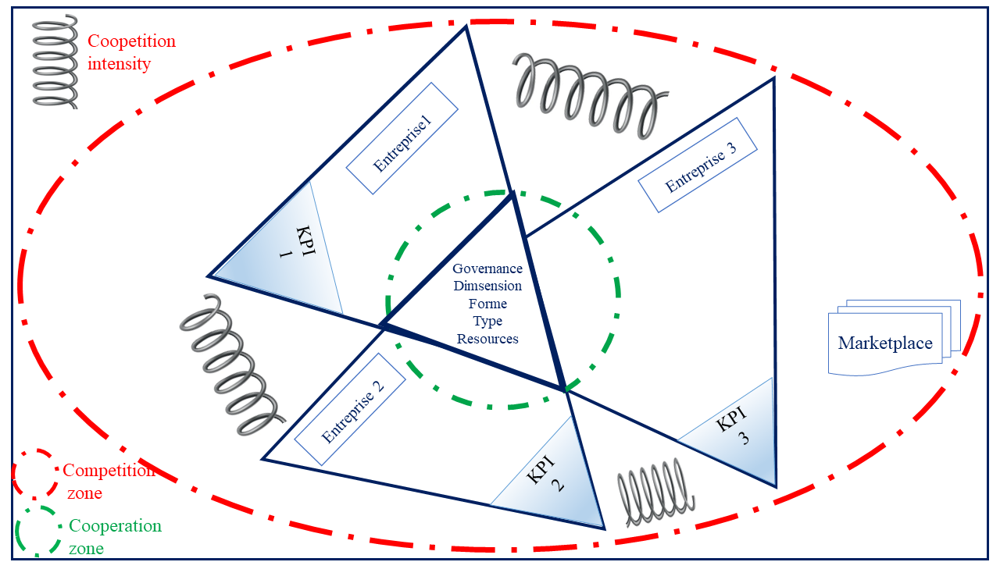 Coopetition
intensity
Entreprise1
Entreprise 3
KPI
1
Governance
Dimsension
Forme
Type
Resources
Marketplace
Entreprise 2
KPI
2
KPI
3
Competition
zone
Cooperation
zone